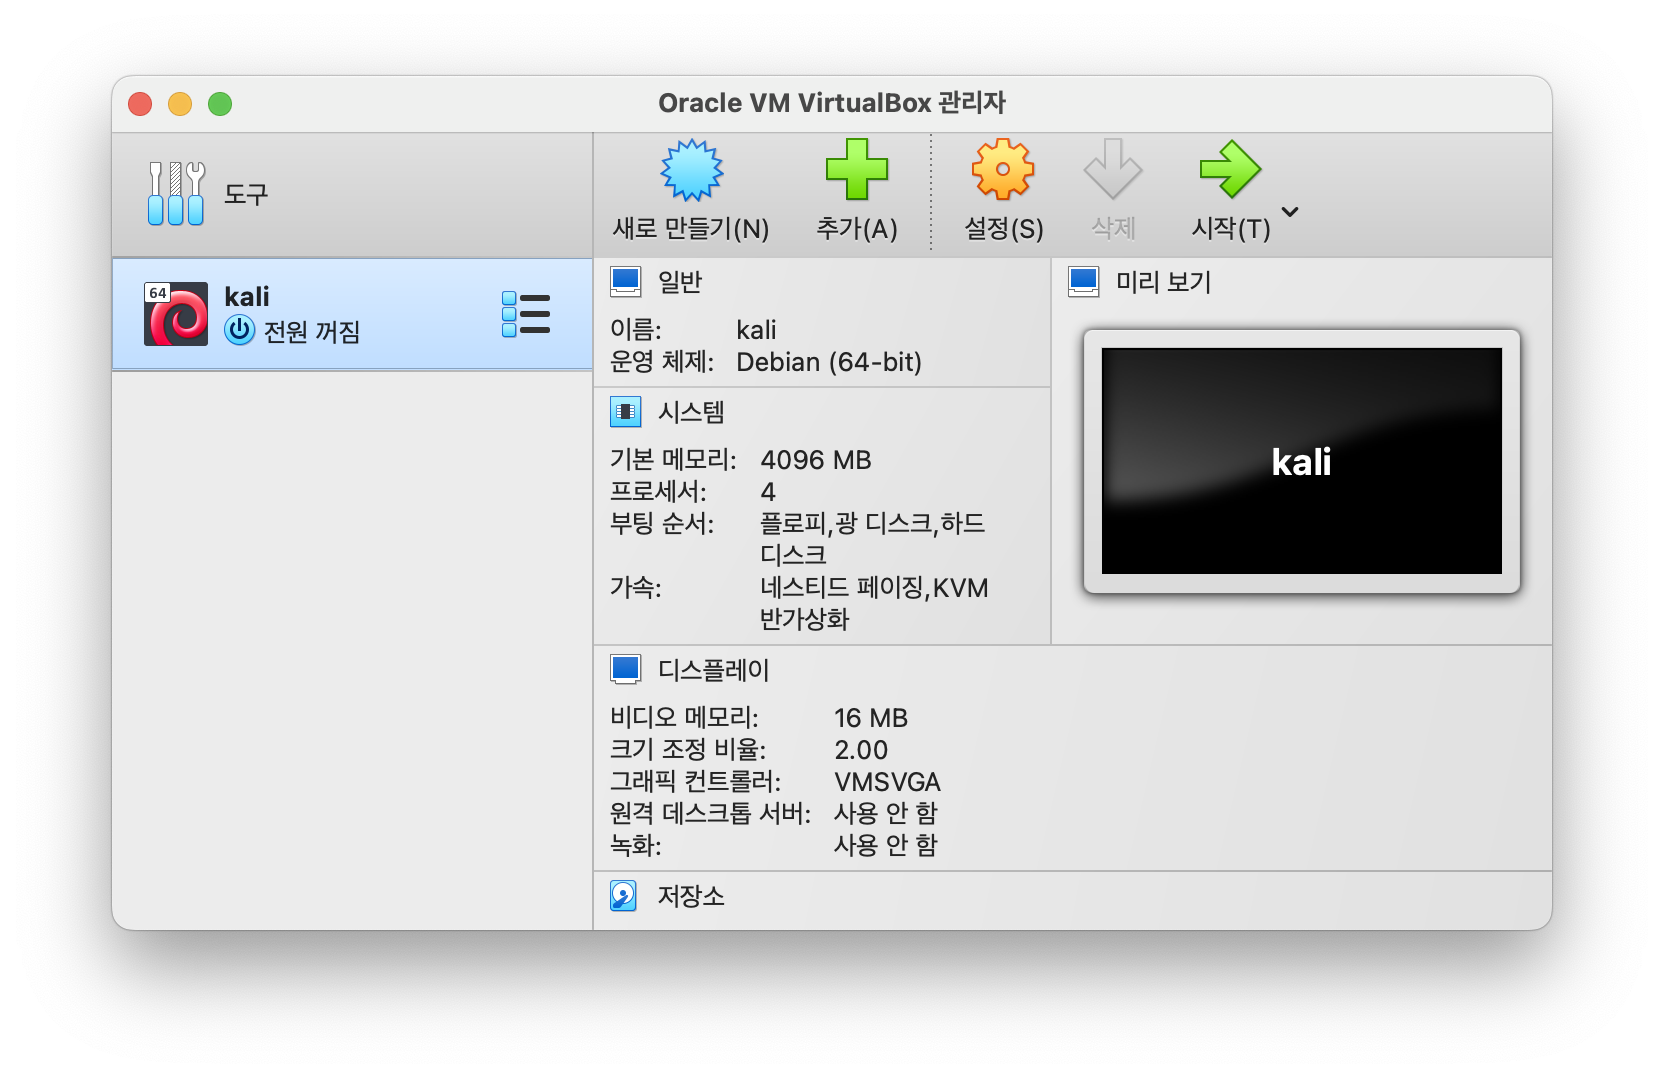 Oracle VM VirtualBox 관리자
도구
새로 만들기(N)
추가(A)
설정(S)
삭제
시작(T)
64
kali
전원 꺼짐
일반
이름: kali
운영 체제: Debian (64-bit)
시스템
기본 메모리: 4096 MB
프로세서: 4
부팅 순서: 플로피,광 디스크,하드
디스크
가속: 네스티드 페이징,KVM
반가상화
미리 보기
kali
디스플레이
비디오 메모리: 16 MB
크기 조정 비율: 2.00
그래픽 컨트롤러: VMSVGA
원격 데스크톱 서버: 사용 안 함
녹화: 사용 안 함
저장소